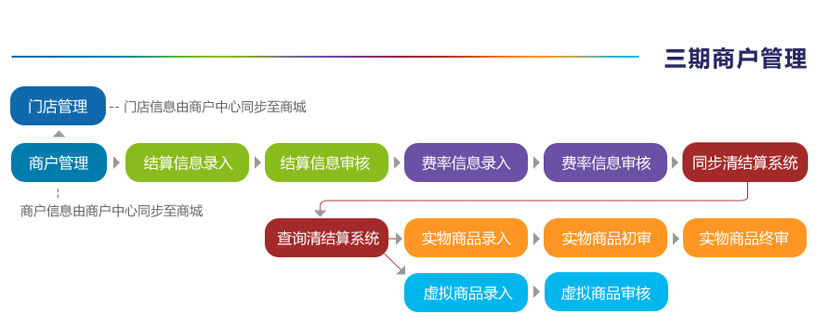 三期商户管理
门店管理
-- 门店信息由商户中心同步至商城
商户管理
结算信息录入
结算信息审核
费率信息录入
费率信息审核
同步清结算系统
商户信息由商户中心同步至商城
查询清结算系统
实物商品录入
实物商品初审
实物商品终审
虚拟商品录入
虚拟商品审核